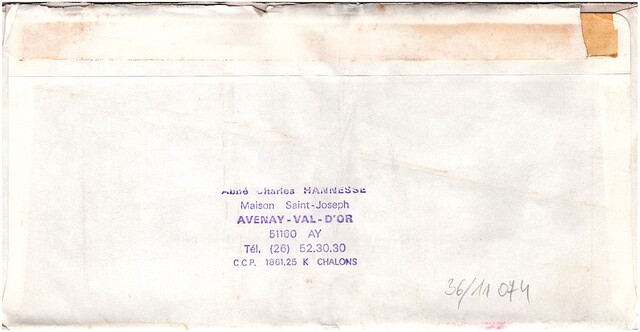 Abbé Charles HANNESSE
Maison Saint-Joseph
AVENAY-VAL-D'OR
51160 AY
Tél. (26) 52.30.30
C C P. 1861.25 K CHALONS
36/11 074